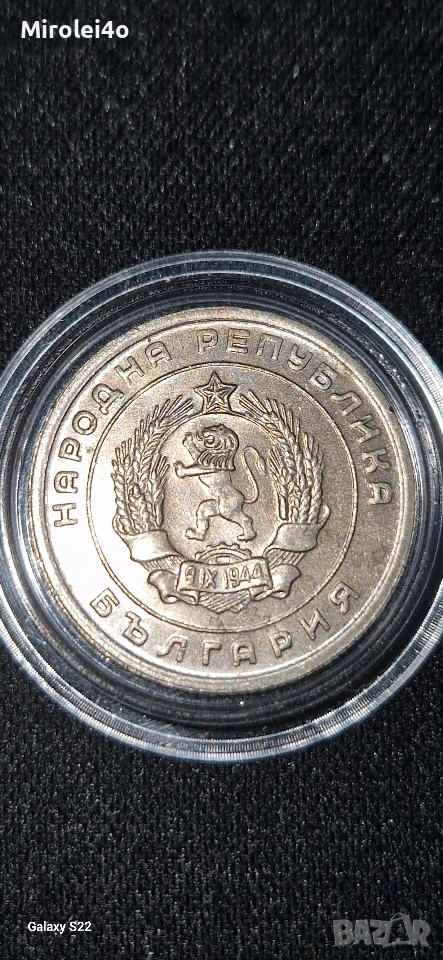 Mirolei4o
НАРОДНА РЕПУБЛИКА
9 IX 1944
БЪЛГАРИЯ
Galaxy S22
BAZAR